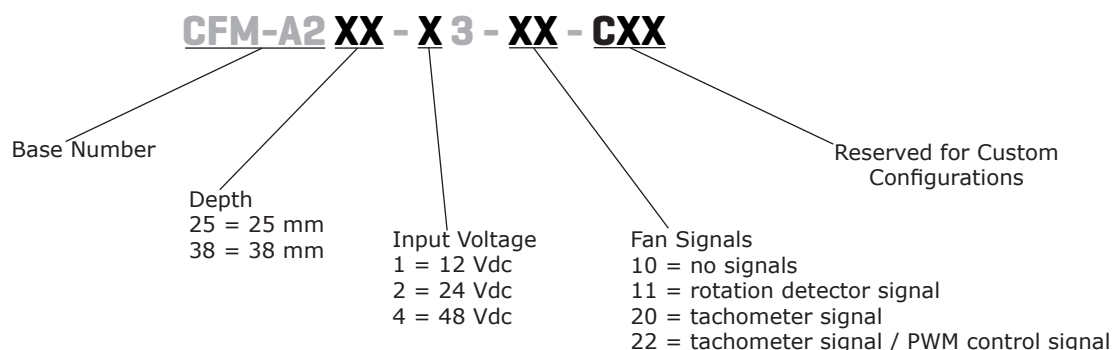 CFM-A2 XX - X 3 - XX - CXX
Base Number
Depth
25 = 25 mm
38 = 38 mm
Input Voltage
1 = 12 Vdc
2 = 24 Vdc
4 = 48 Vdc
Fan Signals
10 = no signals
11 = rotation detector signal
20 = tachometer signal
22 = tachometer signal / PWM control signal
Reserved for Custom
Configurations